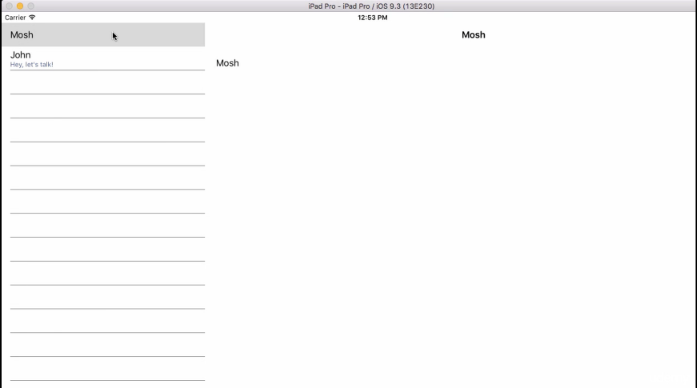 iPad Pro - iPad Pro / iOS 9.3 (13E230)
Carrier
12:53 PM
Mosh
Mosh
John
Hey, let's talk!
Mosh